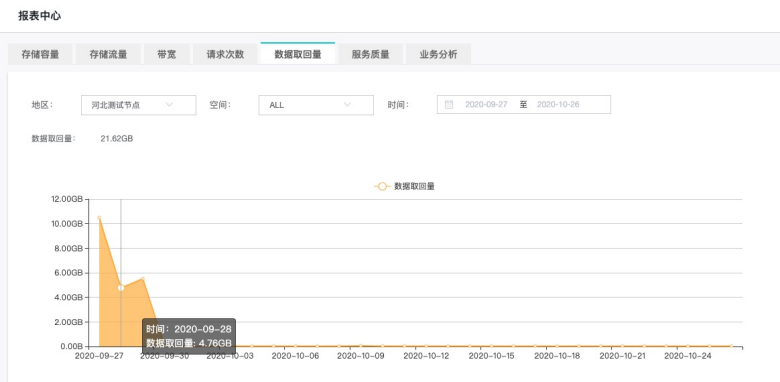 报表中心
存储容量 存储流量 带宽 请求次数 数据取回量 服务质量 业务分析
地区： 河北测试节点 空间： ALL 时间： 2020-09-27 至 2020-10-26
数据取回量： 21.62GB
数据取回量
12.00GB
10.00GB
8.00GB
6.00GB
4.00GB
2.00GB
0.00B
时间：2020-09-28
数据取回量: 4.76GB
2020-09-27 2020-09-30 2020-10-03 2020-10-06 2020-10-09 2020-10-12 2020-10-15 2020-10-18 2020-10-21 2020-10-24